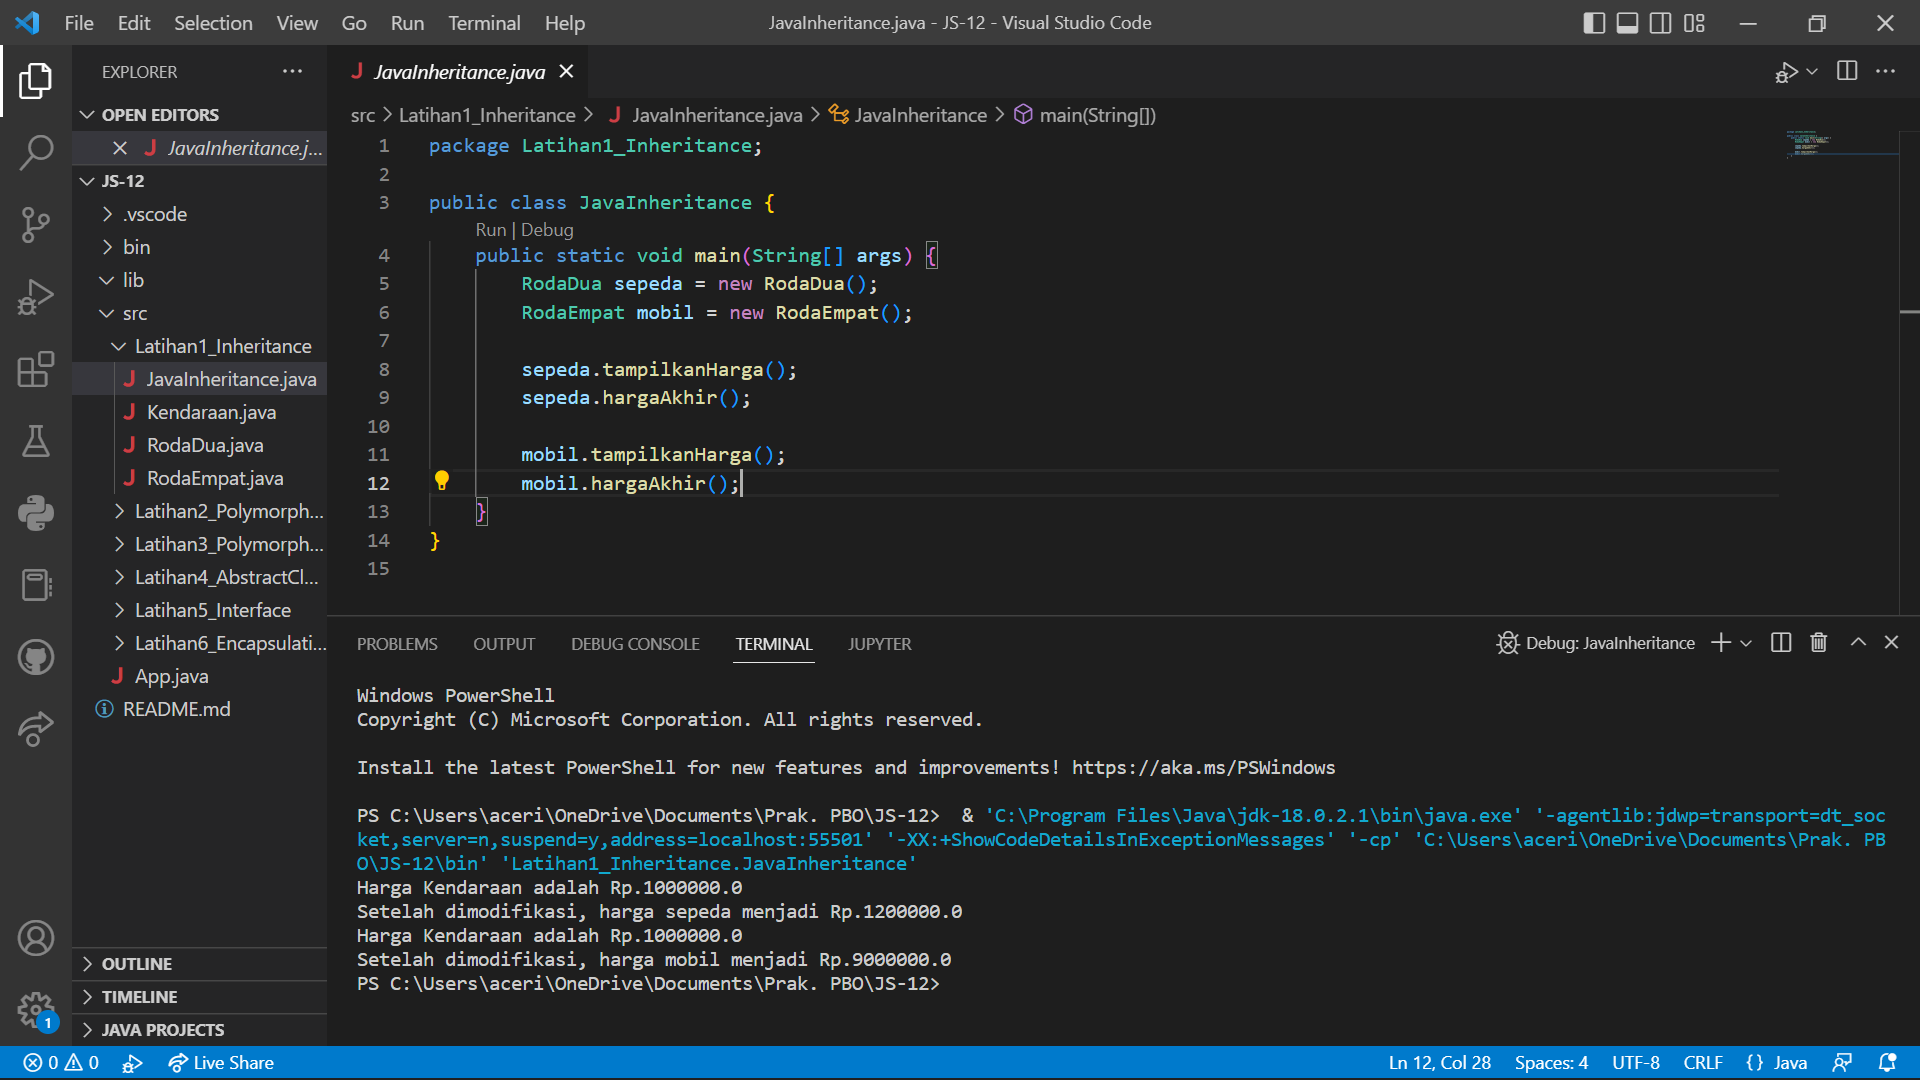 File Edit Selection View Go Run Terminal Help
JavaInheritance.java - JS-12 - Visual Studio Code
EXPLORER
OPEN EDITORS
JavaInheritance.j...
JS-12
.vscode
bin
lib
src
Latihan1_Inheritance
JavaInheritance.java
Kendaraan.java
RodaDua.java
RodaEmpat.java
Latihan2_Polymorph...
Latihan3_Polymorph...
Latihan4_AbstractCl...
Latihan5_Interface
Latihan6_Encapsulati...
App.java
README.md
OUTLINE
TIMELINE
JAVA PROJECTS
1
JavaInheritance.java
src > Latihan1_Inheritance > JavaInheritance.java > JavaInheritance > main(String[])
1 package Latihan1_Inheritance;
2
3 public class JavaInheritance {
Run | Debug
4 public static void main(String[] args) {
5 RodaDua sepeda = new RodaDua();
6 RodaEmpat mobil = new RodaEmpat();
7
8 sepeda.tampilkanHarga();
9 sepeda.hargaAkhir();
10
11 mobil.tampilkanHarga();
12 mobil.hargaAkhir();
13 }
14 }
15
PROBLEMS OUTPUT DEBUG CONSOLE TERMINAL JUPYTER
Debug: JavaInheritance
Windows PowerShell
Copyright (C) Microsoft Corporation. All rights reserved.
Install the latest PowerShell for new features and improvements! https://aka.ms/PSWindows
PS C:\Users\aceri\OneDrive\Documents\Prak. PBO\JS-12>  & 'C:\Program Files\Java\jdk-18.0.2.1\bin\java.exe' '-agentlib:jdwp=transport=dt_soc
ket,server=n,suspend=y,address=localhost:55501' '-XX:+ShowCodeDetailsInExceptionMessages' '-cp' 'C:\Users\aceri\OneDrive\Documents\Prak. PB
O\JS-12\bin' 'Latihan1_Inheritance.JavaInheritance'
Harga Kendaraan adalah Rp.1000000.0
Setelah dimodifikasi, harga sepeda menjadi Rp.1200000.0
Harga Kendaraan adalah Rp.1000000.0
Setelah dimodifikasi, harga mobil menjadi Rp.9000000.0
PS C:\Users\aceri\OneDrive\Documents\Prak. PBO\JS-12>
0 0 Live Share
Ln 12, Col 28 Spaces: 4 UTF-8 CRLF {} Java